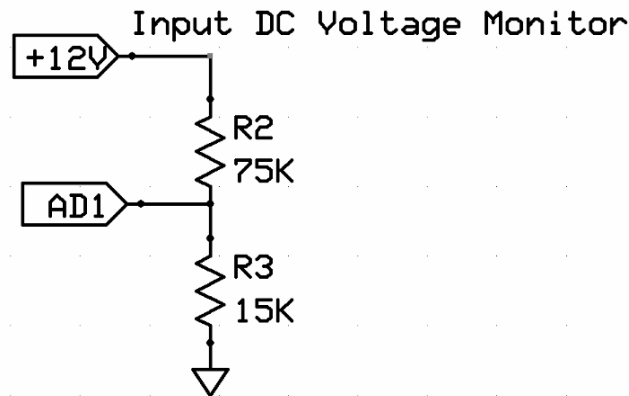 Input DC Voltage Monitor
+12V
R2
75K
AD1
R3
15K